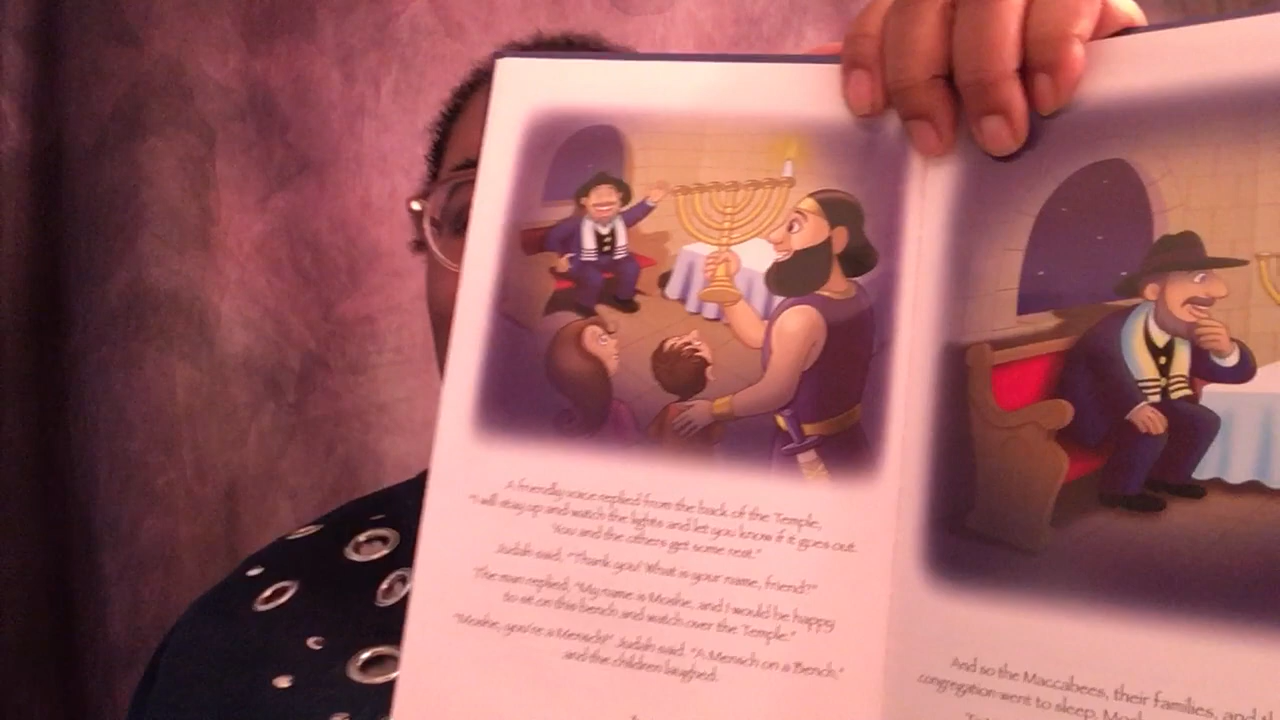 A friendly voice replied from the back of the Temple,
"I will stay up and watch the lights and let you know if it goes out.
You and the others get some rest."
Judah said, "Thank you! What is your name, friend?"
The man replied, "My name is Moshe, and I would be happy
to sit on this bench and watch over the Temple."
"Moshe, you're a Mensch!" Judah said. "A Mensch on a Bench."
and the children laughed.
And so the Maccabees, their families, and
congregation went to sleep.